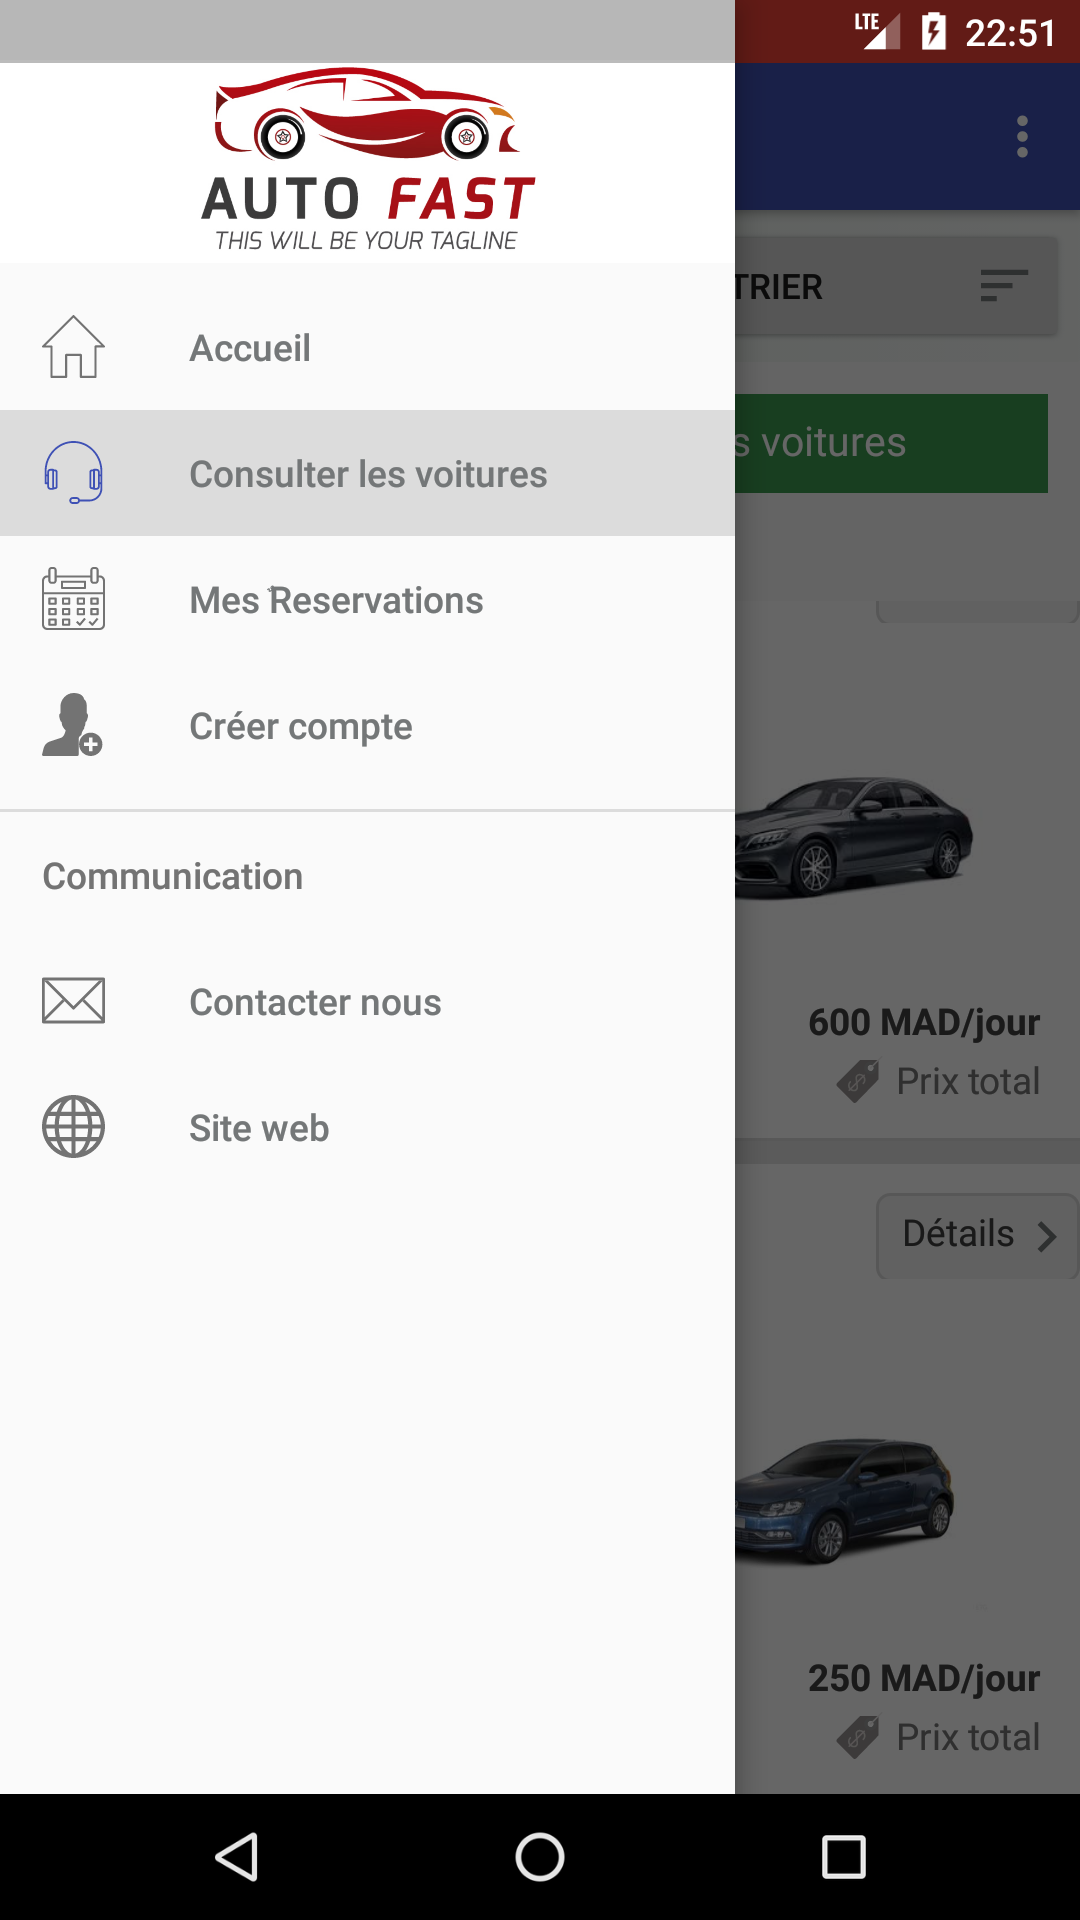 LTE 22:51
AUTO FAST
THIS WILL BE YOUR TAGLINE
TRIER
Accueil
s voitures
Consulter les voitures
Mes Reservations
Créer compte
Communication
Contacter nous
600 MAD/jour
Prix total
Site web
Détails
250 MAD/jour
Prix total